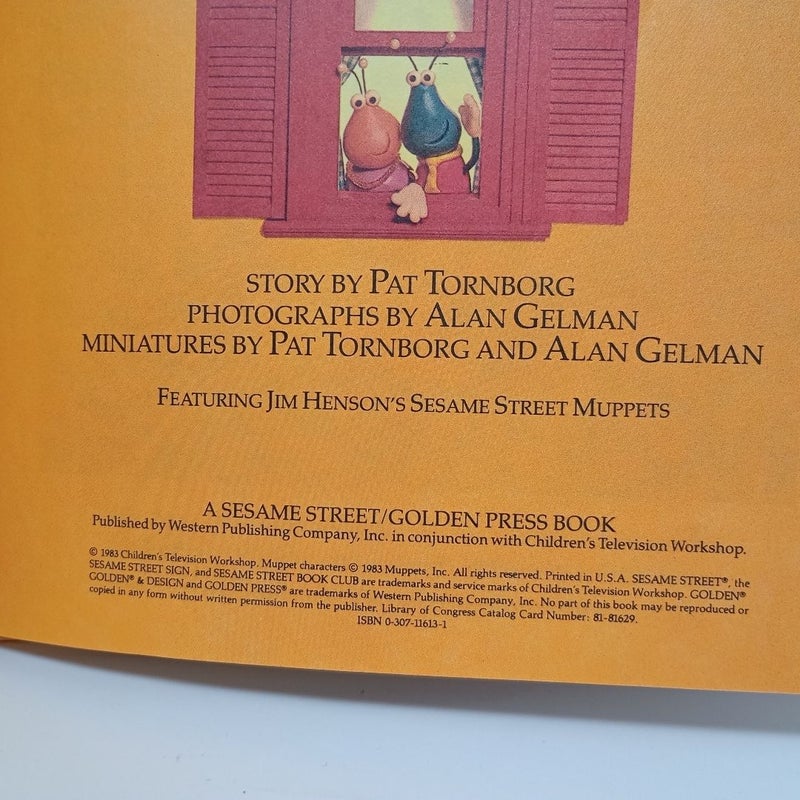 STORY BY PAT TORNBORG
PHOTOGRAPHS BY ALAN GELMAN
MINIATURES BY PAT TORNBORG AND ALAN GELMAN
FEATURING JIM HENSON'S SESAME STREET MUPPETS
A SESAME STREET/GOLDEN PRESS BOOK
Published by Western Publishing Company, Inc. in conjunction with Children's Television Workshop.
© 1983 Children's Television Workshop. Muppet characters © 1983 Muppets, Inc. All rights reserved. Printed in U.S.A. SESAME STREET®, the
SESAME STREET SIGN, and SESAME STREET BOOK CLUB are trademarks and service marks of Children's Television Workshop. GOLDEN®
GOLDEN® & DESIGN and GOLDEN PRESS® are trademarks of Western Publishing Company, Inc. No part of this book may be reproduced or
copied in any form without written permission from the publisher. Library of Congress Catalog Card Number: 81-81629.
ISBN 0-307-11613-1